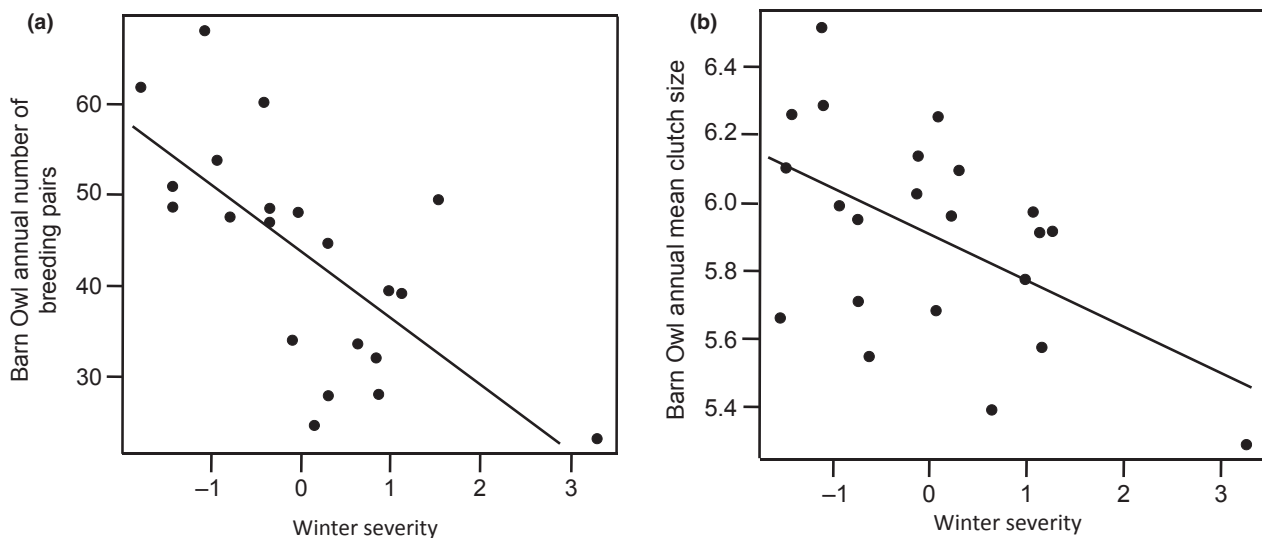 (a)
Barn Owl annual number of
breeding pairs
60
50
40
30
–1 0 1 2 3
Winter severity
(b)
Barn Owl annual mean clutch size
6.4
6.2
6.0
5.8
5.6
5.4
–1 0 1 2 3
Winter severity